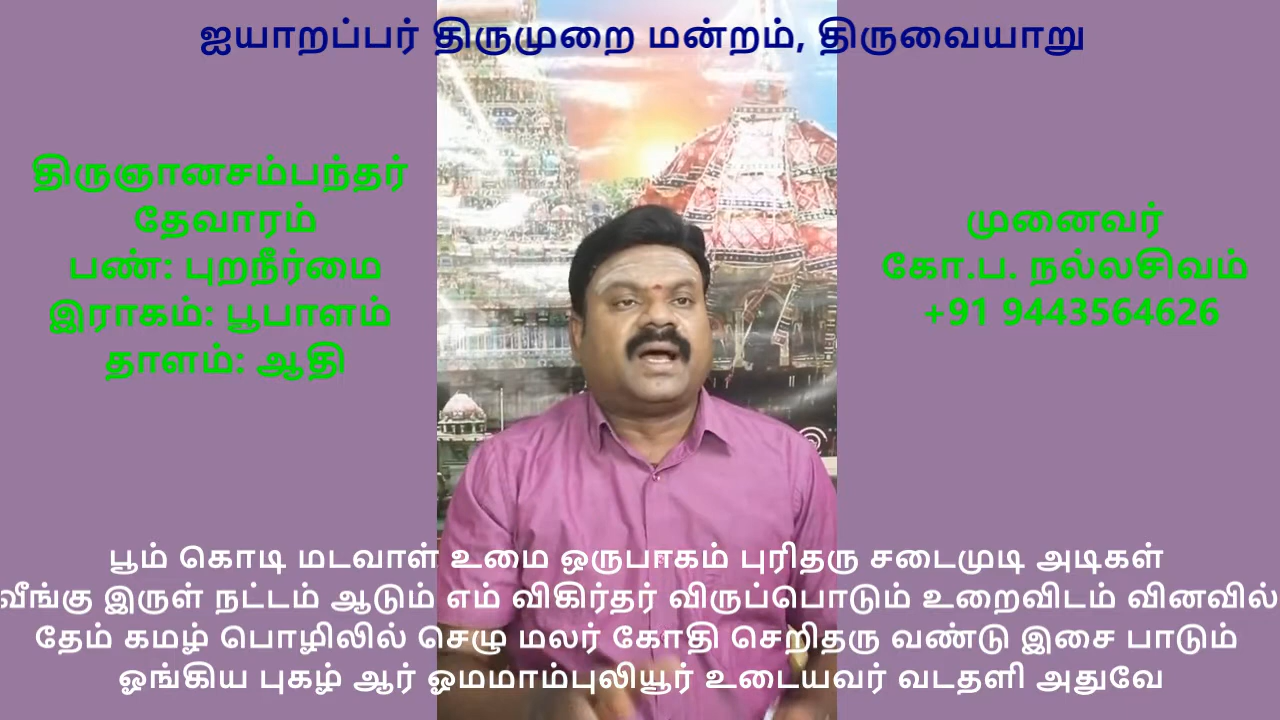 ஐயாறப்பர் திருமுறை மன்றம், திருவையாறு
திருஞானசம்பந்தர்
தேவாரம்
பண்: புறநீர்மை
இராகம்: பூபாளம்
தாளம்: ஆதி
முனைவர்
கோ.ப. நல்லசிவம்
+91 9443564626
பூம் கொடி மடவாள் உமை ஒருபாகம் புரிதரு சடைமுடி அடிகள்
வீங்கு இருள் நட்டம் ஆடும் எம் விகிர்தர் விருப்பொடும் உறைவிடம் வினவில்
தேம் கமழ் பொழிலில் செழு மலர் கோதி செறிதரு வண்டு இசை பாடும்
ஓங்கிய புகழ் ஆர் ஓமமாம்புலியூர் உடையவர் வடதளி அதுவே